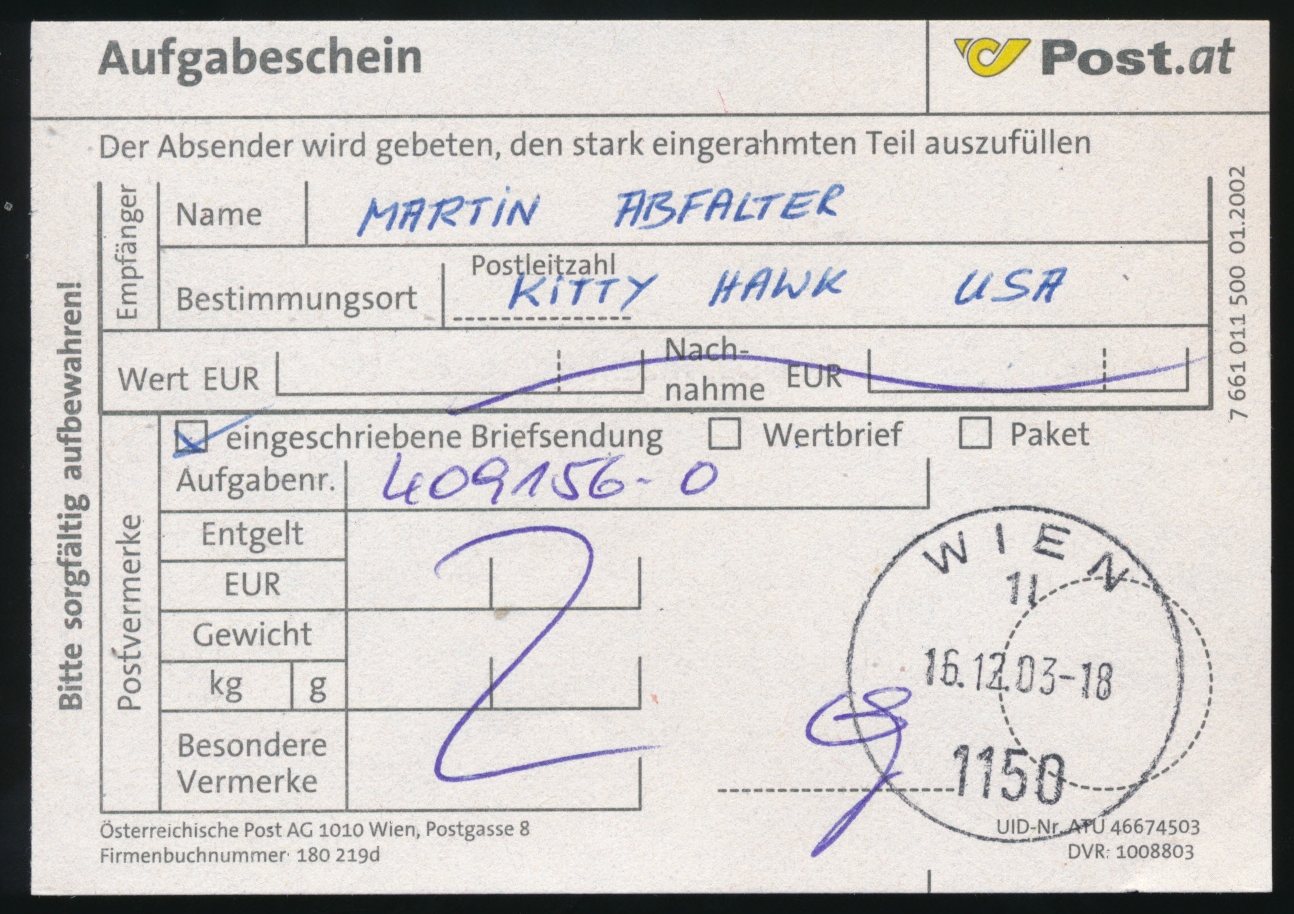 Aufgabeschein
Post.at
Der Absender wird gebeten, den stark eingerahmten Teil auszufüllen
Empfänger
Name MARTIN ABFALTER
Postleitzahl
Bestimmungsort KITTY HAWK USA
Wert EUR
Nach-
nahme EUR
7 661 011 500 01.2002
Bitte sorgfältig aufbewahren!
Postvermerke
eingeschriebene Briefsendung Wertbrief Paket
Aufgabenr. 409156-0
Entgelt
EUR
Gewicht
kg g
Besondere
Vermerke
WIEN
11
16.12.03-18
1150
Österreichische Post AG 1010 Wien, Postgasse 8
Firmenbuchnummer 180 219d
UID-Nr. ATU 46674503
DVR: 1008803